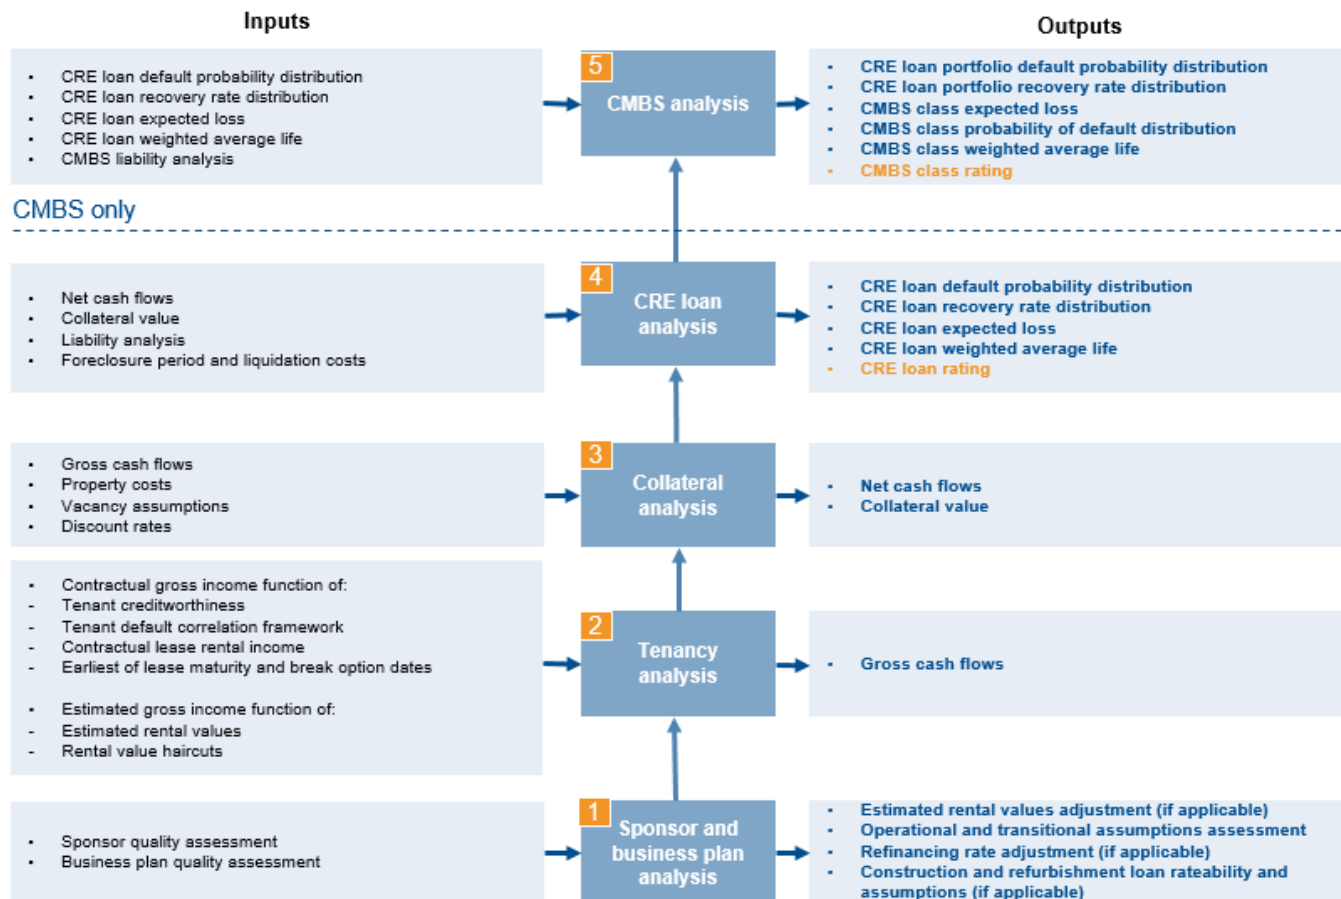 Inputs
Outputs
▪ CRE loan default probability distribution
▪ CRE loan recovery rate distribution
▪ CRE loan expected loss
▪ CRE loan weighted average life
▪ CMBS liability analysis
5
CMBS analysis
▪ CRE loan portfolio default probability distribution
▪ CRE loan portfolio recovery rate distribution
▪ CMBS class expected loss
▪ CMBS class probability of default distribution
▪ CMBS class weighted average life
▪ CMBS class rating
CMBS only
▪ Net cash flows
▪ Collateral value
▪ Liability analysis
▪ Foreclosure period and liquidation costs
4
CRE loan
analysis
▪ CRE loan default probability distribution
▪ CRE loan recovery rate distribution
▪ CRE loan expected loss
▪ CRE loan weighted average life
▪ CRE loan rating
▪ Gross cash flows
▪ Property costs
▪ Vacancy assumptions
▪ Discount rates
3
Collateral
analysis
▪ Net cash flows
▪ Collateral value
▪ Contractual gross income function of:
- Tenant creditworthiness
- Tenant default correlation framework
- Contractual lease rental income
- Earliest of lease maturity and break option dates
▪ Estimated gross income function of:
- Estimated rental values
- Rental value haircuts
2
Tenancy
analysis
▪ Gross cash flows
▪ Sponsor quality assessment
▪ Business plan quality assessment
1
Sponsor and
business plan
analysis
▪ Estimated rental values adjustment (if applicable)
▪ Operational and transitional assumptions assessment
▪ Refinancing rate adjustment (if applicable)
▪ Construction and refurbishment loan rateability and
assumptions (if applicable)